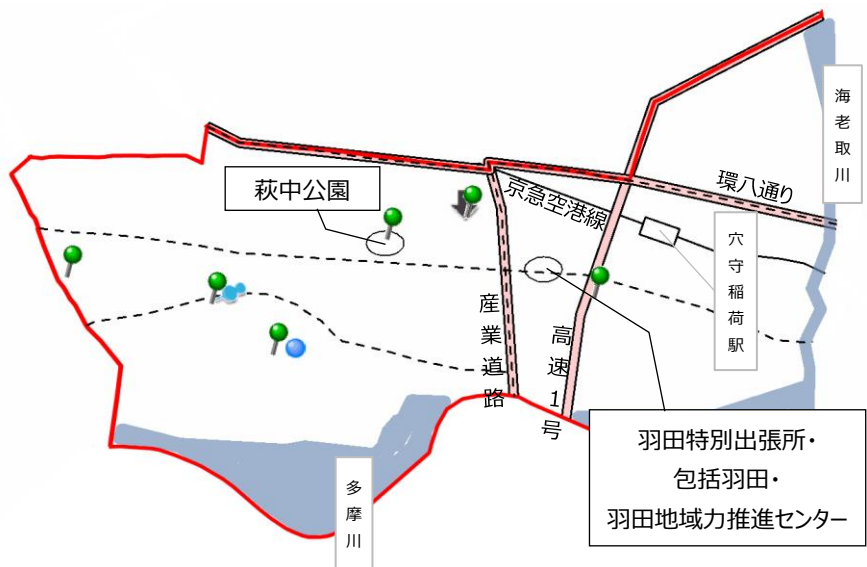 海老取川
萩中公園
京急空港線
環八通り
穴守稲荷駅
産業道路
高速1号
羽田特別出張所・
包括羽田・
羽田地域力推進センター
多摩川